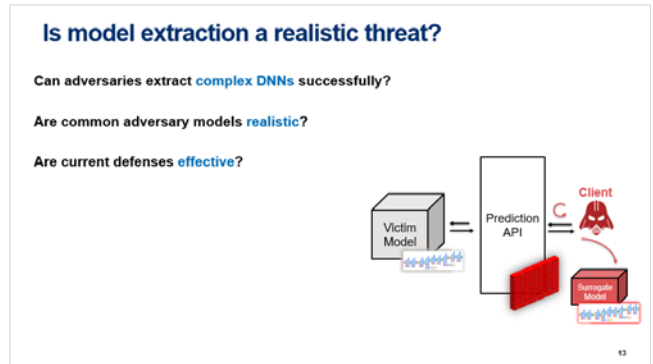 Is model extraction a realistic threat?
Can adversaries extract complex DNNs successfully?
Are common adversary models realistic?
Are current defenses effective?
Victim
Model
Prediction
API
Client
Surrogate
Model
13